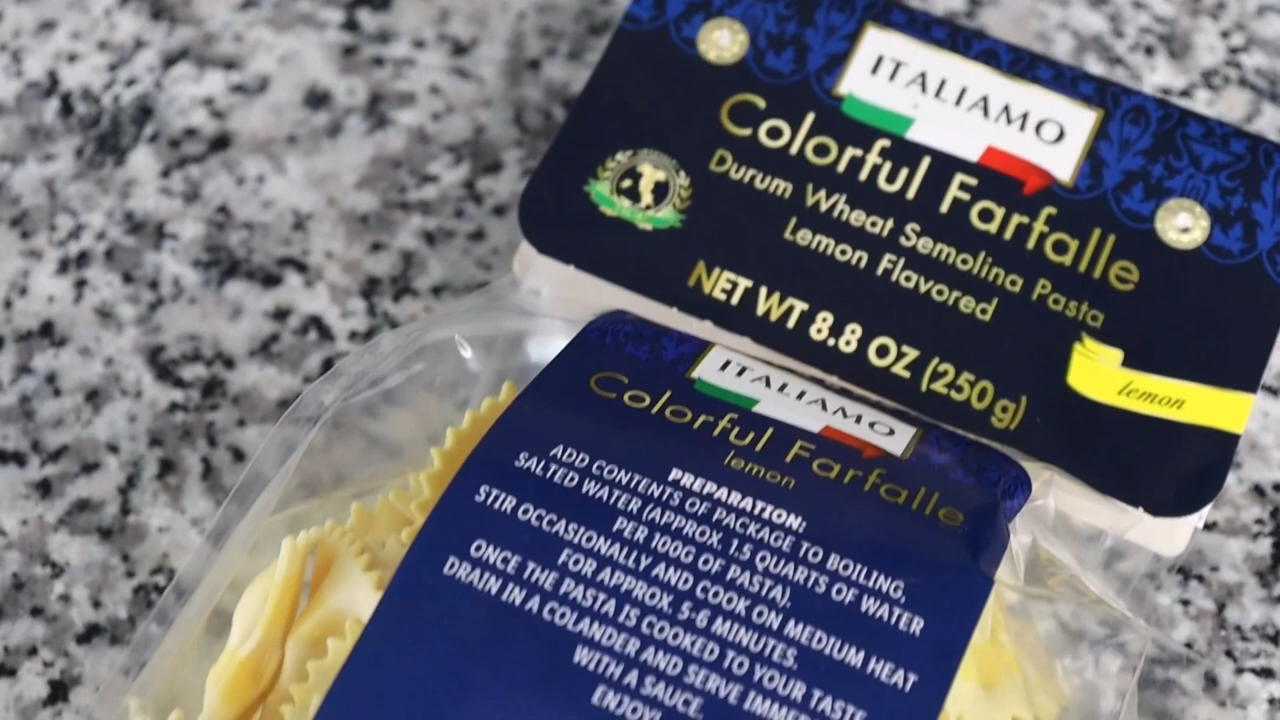 ITALIAMO
Colorful Farfalle
Durum Wheat Semolina Pasta
Lemon Flavored
NET WT 8.8 OZ (250 g)
lemon
ITALIAMO
Colorful Farfalle
lemon
PREPARATION:
ADD CONTENTS OF PACKAGE TO BOILING,
SALTED WATER (APPROX. 1.5 QUARTS OF WATER
PER 100G OF PASTA).
STIR OCCASIONALLY AND COOK ON MEDIUM HEAT
FOR APPROX. 5-6 MINUTES.
ONCE THE PASTA IS COOKED TO YOUR TASTE
DRAIN IN A COLANDER AND SERVE
WITH A SAUCE.
ENJOY!